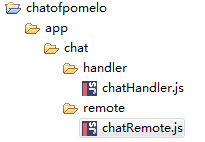 chatofpomelo
app
chat
handler
chatHandler.js
remote
chatRemote.js